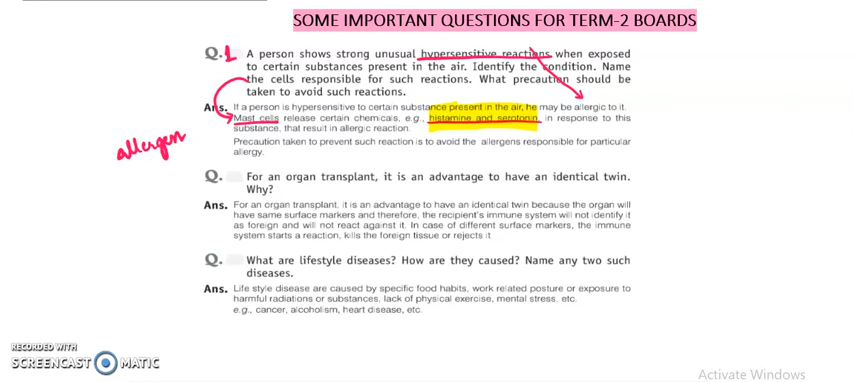 SOME IMPORTANT QUESTIONS FOR TERM-2 BOARDS
Q.1 A person shows strong unusual hypersensitive reactions when exposed
to certain substances present in the air. Identify the condition. Name
the cells responsible for such reactions. What precaution should be
taken to avoid such reactions.
Ans. If a person is hypersensitive to certain substance present in the air, he may be allergic to it.
Mast cells release certain chemicals, e.g., histamine and serotonin in response to this
substance, that result in allergic reaction.
allergen
Precaution taken to prevent such reaction is to avoid the allergens responsible for particular
allergy.
Q. For an organ transplant, it is an advantage to have an identical twin.
Why?
Ans. For an organ transplant, it is an advantage to have an identical twin because the organ will
have same surface markers and therefore, the recipient's immune system will not identify it
as foreign and will not react against it. In case of different surface markers, the immune
system starts a reaction, kills the foreign tissue or rejects it.
Q. What are lifestyle diseases? How are they caused? Name any two such
diseases.
Ans. Life style disease are caused by specific food habits, work related posture or exposure to
harmful radiations or substances, lack of physical exercise, mental stress, etc.
e.g., cancer, alcoholism, heart disease, etc.
RECORDED WITH
SCREENCAST MATIC
Activate Windows